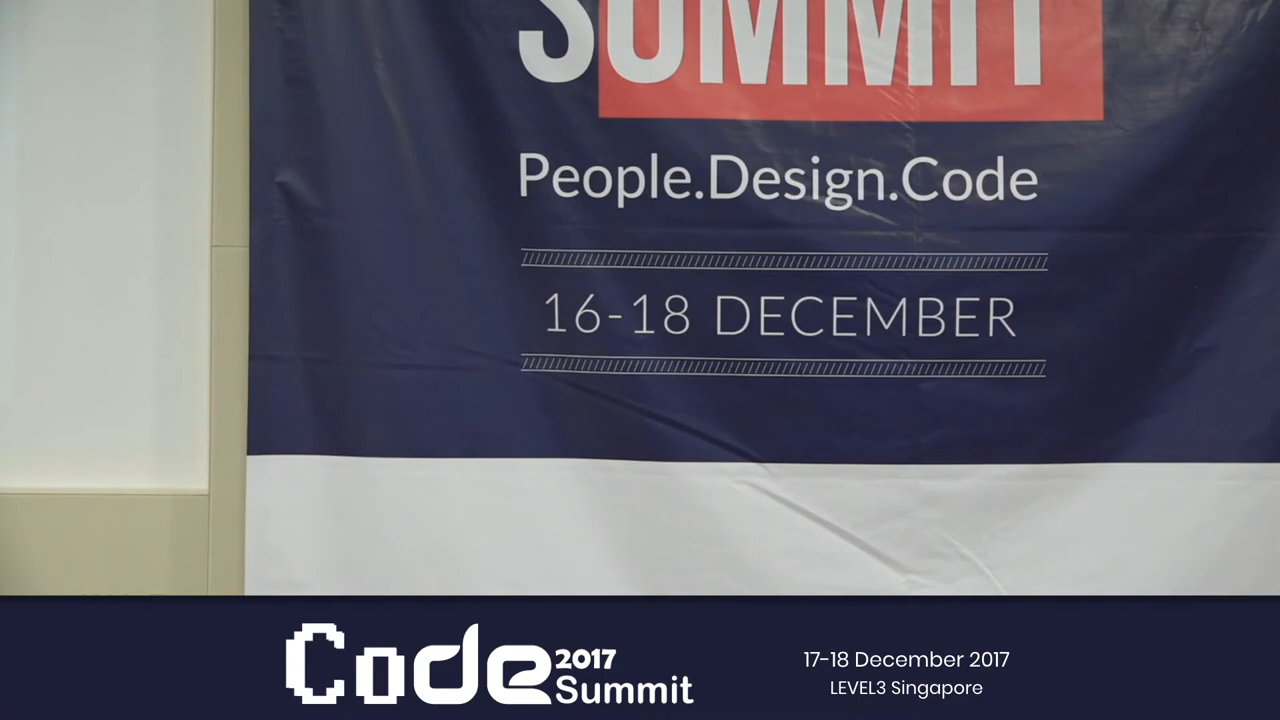 SUMMIT
People.Design.Code
16-18 DECEMBER
Code
2017
Summit
17-18 December 2017
LEVEL3 Singapore